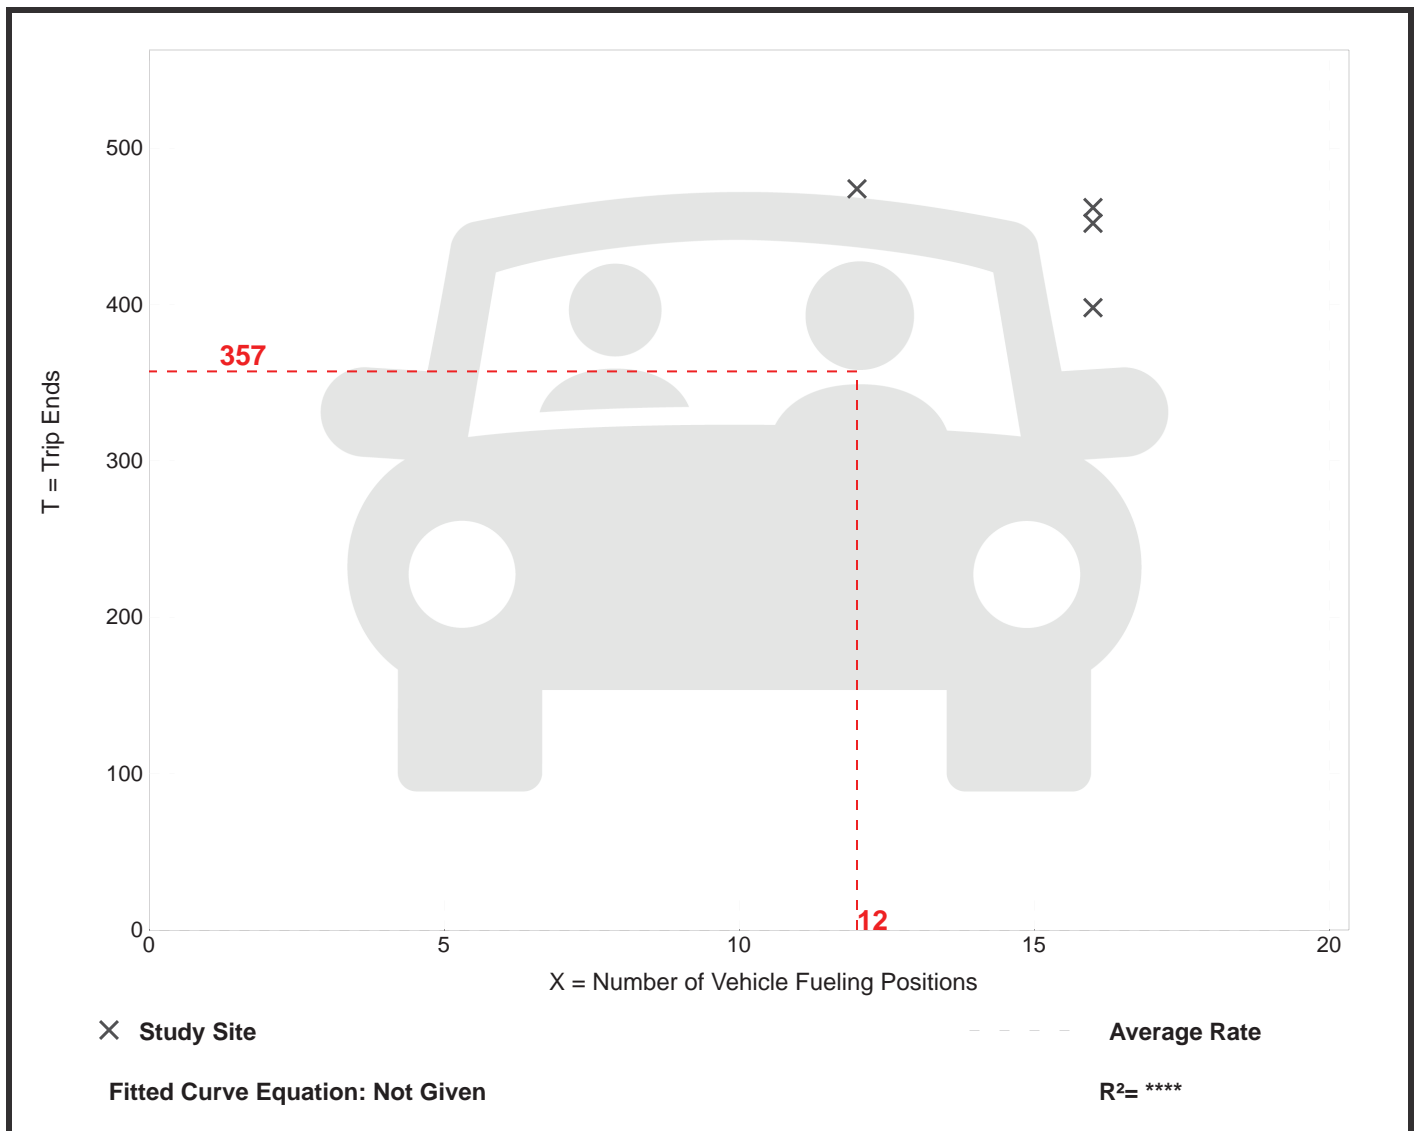 500
400
357
300
200
100
0
12
0 5 10 15 20
T = Trip Ends
X = Number of Vehicle Fueling Positions
Study Site
Average Rate
Fitted Curve Equation: Not Given
R²= ****